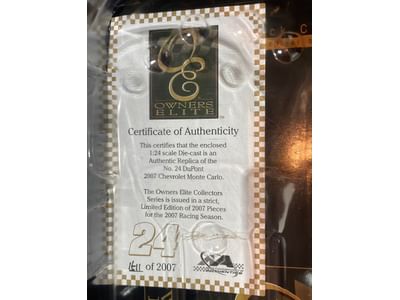 OE
OWNERS
ELITE
Certificate of Authenticity
This certifies that the enclosed
1:24 scale Die-cast is an
Authentic Replica of the
No. 24 DuPont
2007 Chevrolet Monte Carlo.
The Owners Elite Collectors
Series is issued in a strict,
Limited Edition of 2007 Pieces
for the 2007 Racing Season.
24
of 2007